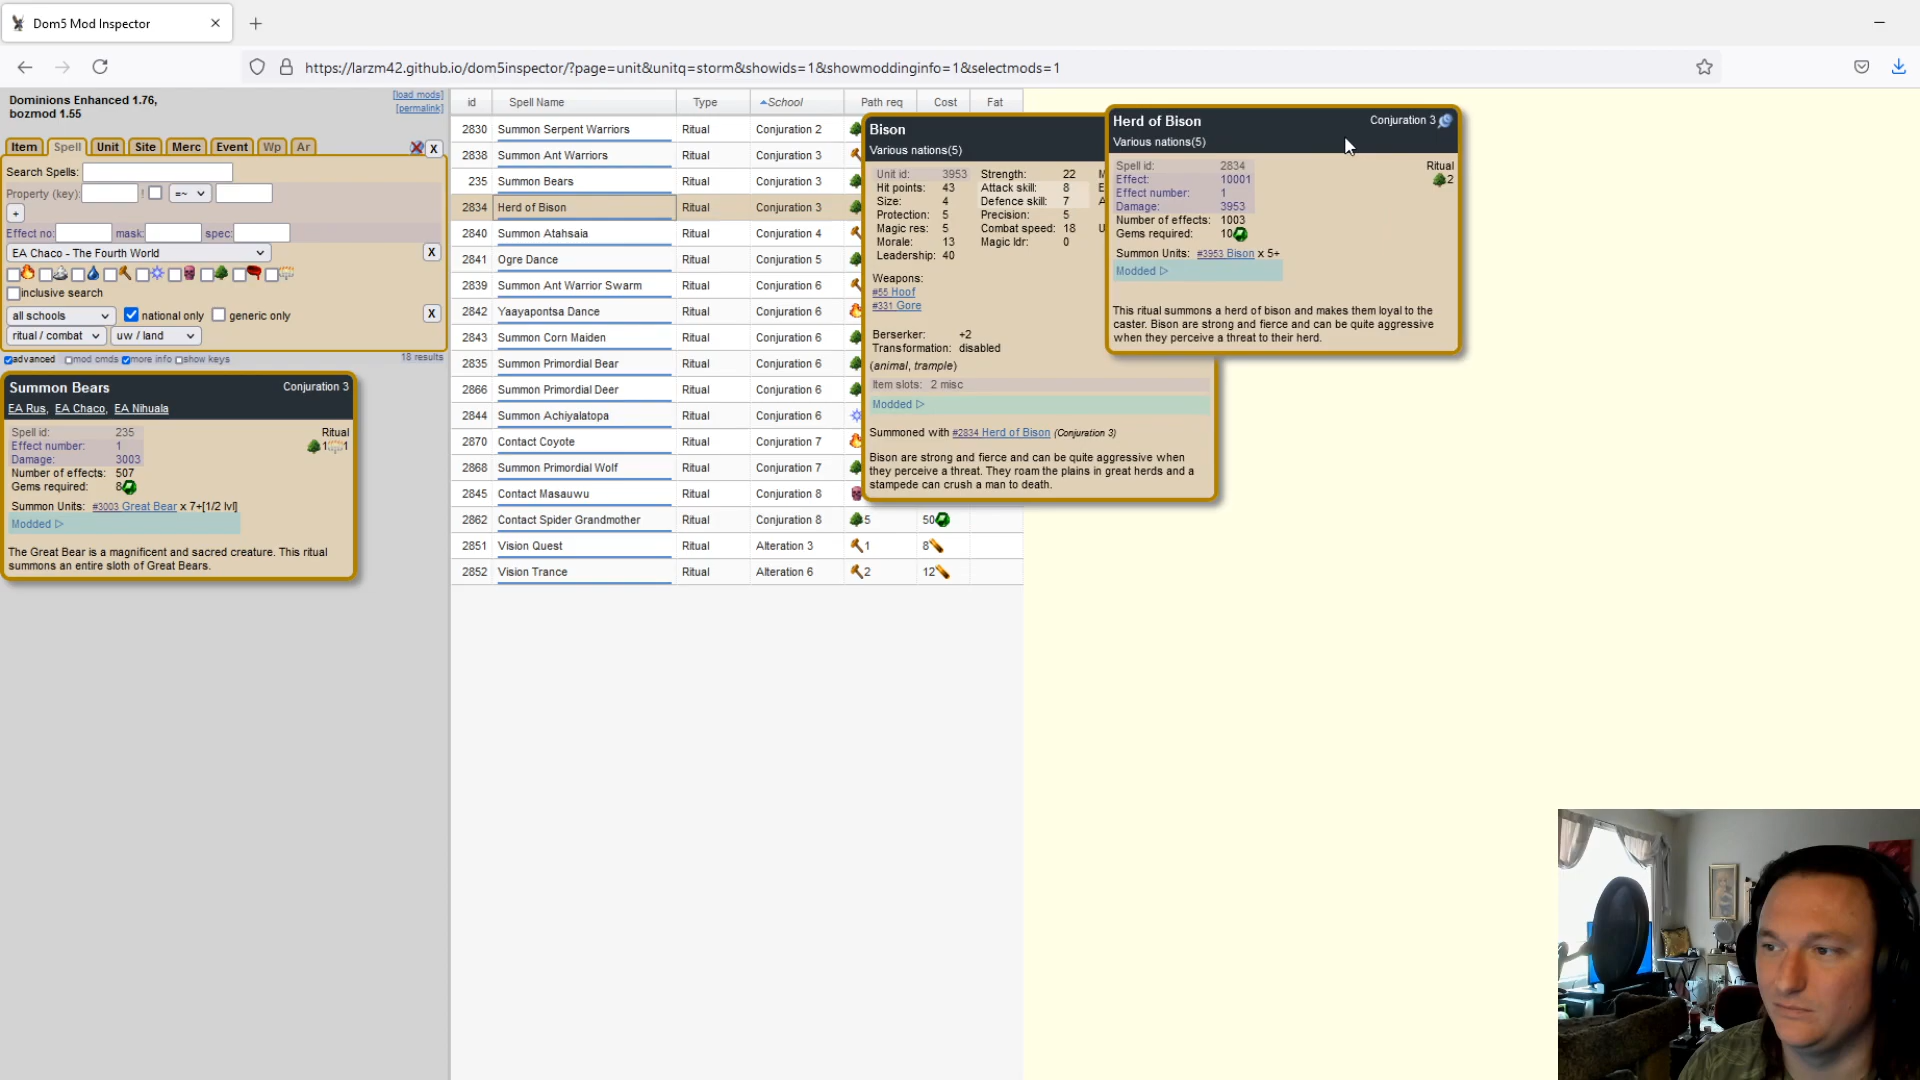 Dom5 Mod Inspector
https://larzm42.github.io/dom5inspector/?page=unit&unitq=storm&showids=1&showmoddinginfo=1&selectmods=1
Dominions Enhanced 1.76,
bozmod 1.55
[load mods]
[permalink]
Item Spell Unit Site Merc Event Wp Ar X
Search Spells:
Property (key): ! =~
+
Effect no: mask: spec:
EA Chaco - The Fourth World X
inclusive search
all schools national only generic only X
ritual / combat uw / land
advanced mod cmds more info show keys 18 results
Summon Bears Conjuration 3
EA Rus, EA Chaco, EA Nihuala
Spell id: 235 Ritual
Effect number: 1 1 1
Damage: 3003
Number of effects: 507
Gems required: 8
Summon Units: #3003 Great Bear x 7+[1/2 lvl]
Modded ▷
The Great Bear is a magnificent and sacred creature. This ritual
summons an entire sloth of Great Bears.
id Spell Name Type School Path req Cost Fat
2830 Summon Serpent Warriors Ritual Conjuration 2
2838 Summon Ant Warriors Ritual Conjuration 3
235 Summon Bears Ritual Conjuration 3
2834 Herd of Bison Ritual Conjuration 3
2840 Summon Atahsaia Ritual Conjuration 4
2841 Ogre Dance Ritual Conjuration 5
2839 Summon Ant Warrior Swarm Ritual Conjuration 6
2842 Yaayapontsa Dance Ritual Conjuration 6
2843 Summon Corn Maiden Ritual Conjuration 6
2835 Summon Primordial Bear Ritual Conjuration 6
2866 Summon Primordial Deer Ritual Conjuration 6
2844 Summon Achiyalatopa Ritual Conjuration 6
2870 Contact Coyote Ritual Conjuration 7
2868 Summon Primordial Wolf Ritual Conjuration 7
2845 Contact Masauwu Ritual Conjuration 8
2862 Contact Spider Grandmother Ritual Conjuration 8 5 50
2851 Vision Quest Ritual Alteration 3 1 8
2852 Vision Trance Ritual Alteration 6 2 12
Bison
Various nations(5)
Unit id: 3953 Strength: 22
Hit points: 43 Attack skill: 8
Size: 4 Defence skill: 7
Protection: 5 Precision: 5
Magic res: 5 Combat speed: 18
Morale: 13 Magic ldr: 0
Leadership: 40
Weapons:
#55 Hoof
#331 Gore
Berserker: +2
Transformation: disabled
(animal, trample)
Item slots: 2 misc
Modded ▷
Summoned with #2834 Herd of Bison (Conjuration 3)
Bison are strong and fierce and can be quite aggressive when
they perceive a threat. They roam the plains in great herds and a
stampede can crush a man to death.
Herd of Bison Conjuration 3
Various nations(5)
Spell id: 2834 Ritual
Effect: 10001 2
Effect number: 1
Damage: 3953
Number of effects: 1003
Gems required: 10
Summon Units: #3953 Bison x 5+
Modded ▷
This ritual summons a herd of bison and makes them loyal to the
caster. Bison are strong and fierce and can be quite aggressive
when they perceive a threat to their herd.